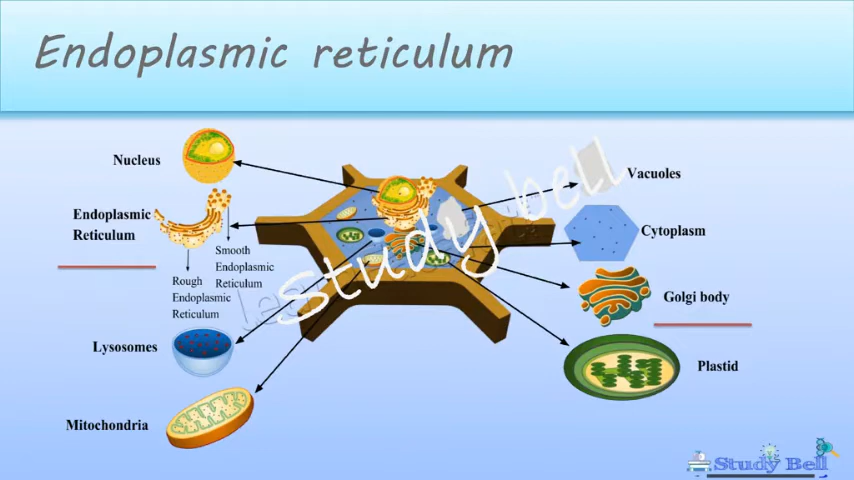 Endoplasmic reticulum
Nucleus
Endoplasmic
Reticulum
Smooth
Endoplasmic
Reticulum
Rough
Endoplasmic
Reticulum
Lysosomes
Mitochondria
Vacuoles
Cytoplasm
Golgi body
Plastid
Study bell
Study Bell